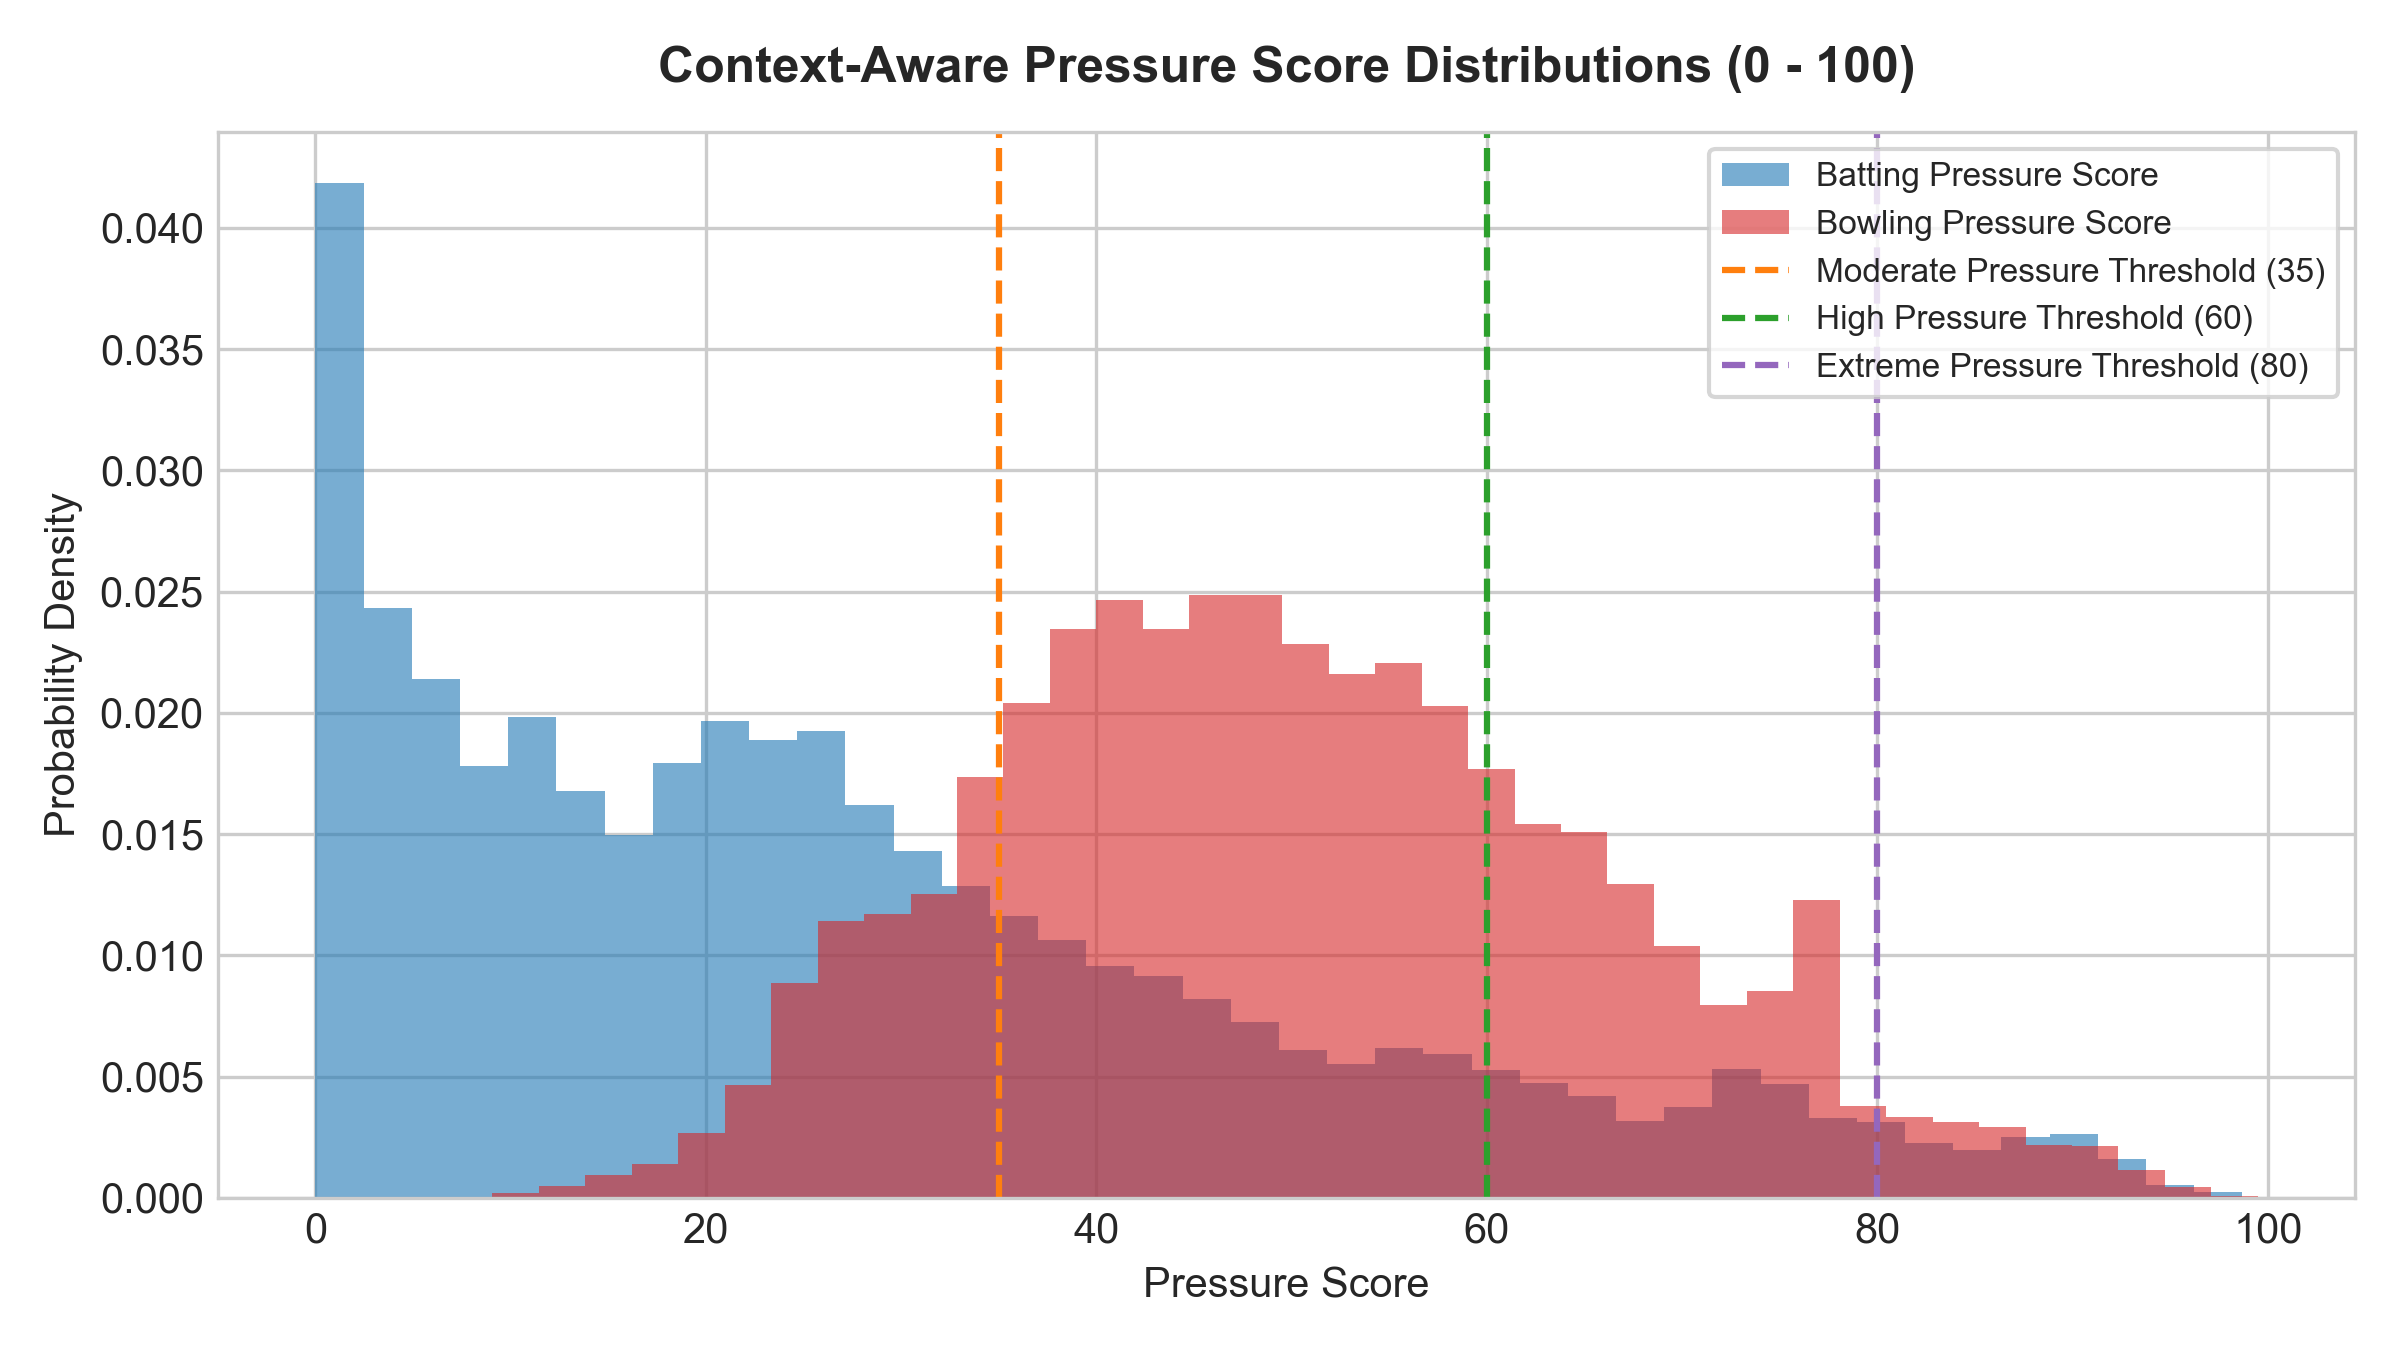 Context-Aware Pressure Score Distributions (0 - 100)
Batting Pressure Score
Bowling Pressure Score
Moderate Pressure Threshold (35)
High Pressure Threshold (60)
Extreme Pressure Threshold (80)
Probability Density
0.040
0.035
0.030
0.025
0.020
0.015
0.010
0.005
0.000
0 20 40 60 80 100
Pressure Score